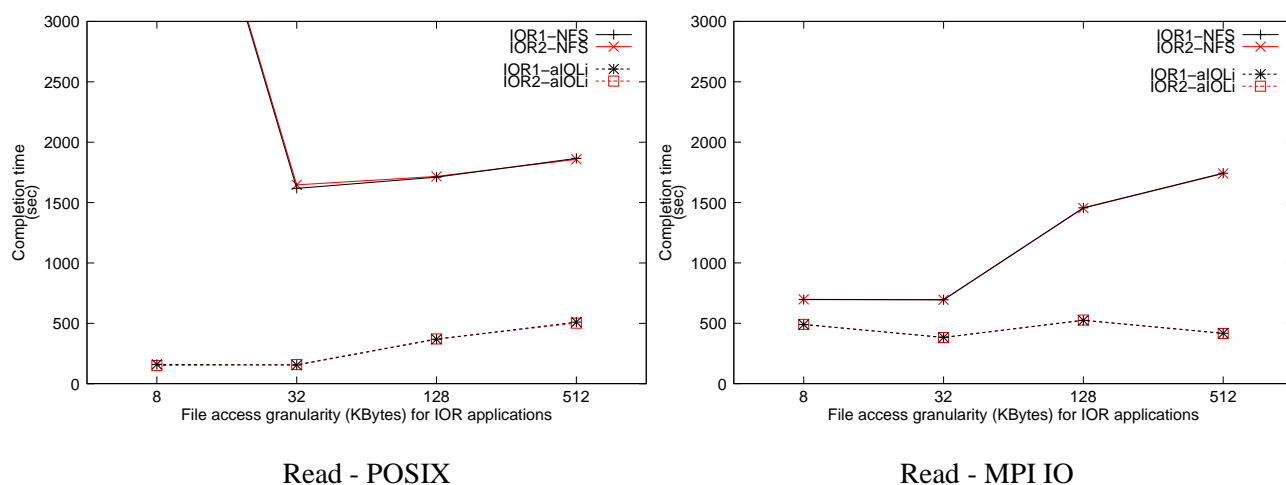 3000
2500
2000
1500
1000
500
0
8
32
128
512
Completion time
(sec)
File access granularity (KBytes) for IOR applications
IOR1-NFS
IOR2-NFS
IOR1-aIOLi
IOR2-aIOLi
Read - POSIX
3000
2500
2000
1500
1000
500
0
8
32
128
512
Completion time
(sec)
File access granularity (KBytes) for IOR applications
IOR1-NFS
IOR2-NFS
IOR1-aIOLi
IOR2-aIOLi
Read - MPI IO